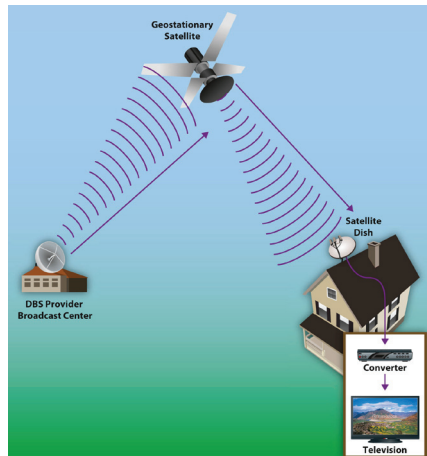 Geostationary
Satellite
Satellite
Dish
DBS Provider
Broadcast Center
Converter
Television